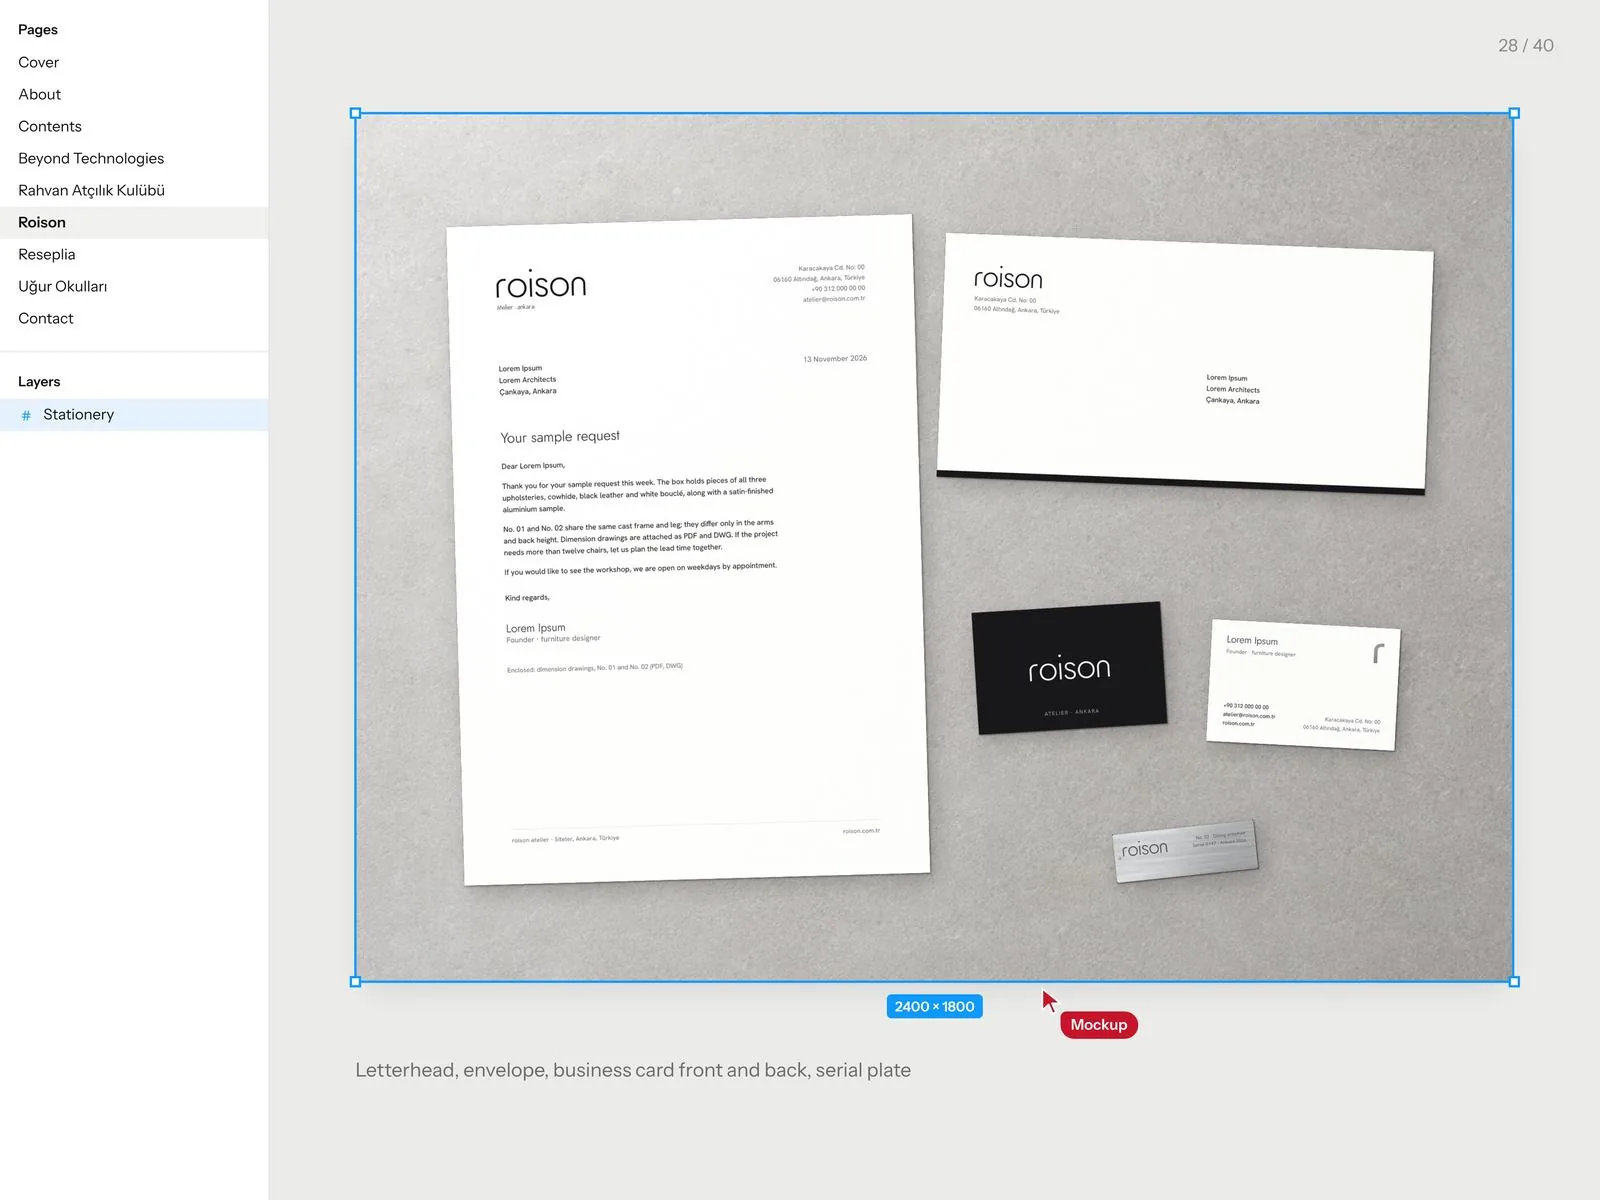 Pages
Cover
About
Contents
Beyond Technologies
Rahvan Atçılık Kulübü
Roison
Reseplia
Uğur Okulları
Contact
Layers
# Stationery
28 / 40
roison
atelier · ankara
Karacakaya Cd. No: 00
06160 Altındağ, Ankara, Türkiye
+90 312 000 00 00
atelier@roison.com.tr
13 November 2026
Lorem Ipsum
Lorem Architects
Çankaya, Ankara
Your sample request
Dear Lorem Ipsum,
Thank you for your sample request this week. The box holds pieces of all three
upholsteries, cowhide, black leather and white bouclé, along with a satin-finished
aluminium sample.
No. 01 and No. 02 share the same cast frame and leg; they differ only in the arms
and back height. Dimension drawings are attached as PDF and DWG. If the project
needs more than twelve chairs, let us plan the lead time together.
If you would like to see the workshop, we are open on weekdays by appointment.
Kind regards,
Lorem Ipsum
Founder · furniture designer
Enclosed: dimension drawings, No. 01 and No. 02 (PDF, DWG)
roison atelier · Siteler, Ankara, Türkiye
roison.com.tr
roison
Karacakaya Cd. No: 00
06160 Altındağ, Ankara, Türkiye
Lorem Ipsum
Lorem Architects
Çankaya, Ankara
roison
ATELIER · ANKARA
Lorem Ipsum
Founder · furniture designer
r
+90 312 000 00 00
atelier@roison.com.tr
roison.com.tr
Karacakaya Cd. No: 00
06160 Altındağ, Ankara, Türkiye
roison
2400 × 1800
Mockup
Letterhead, envelope, business card front and back, serial plate